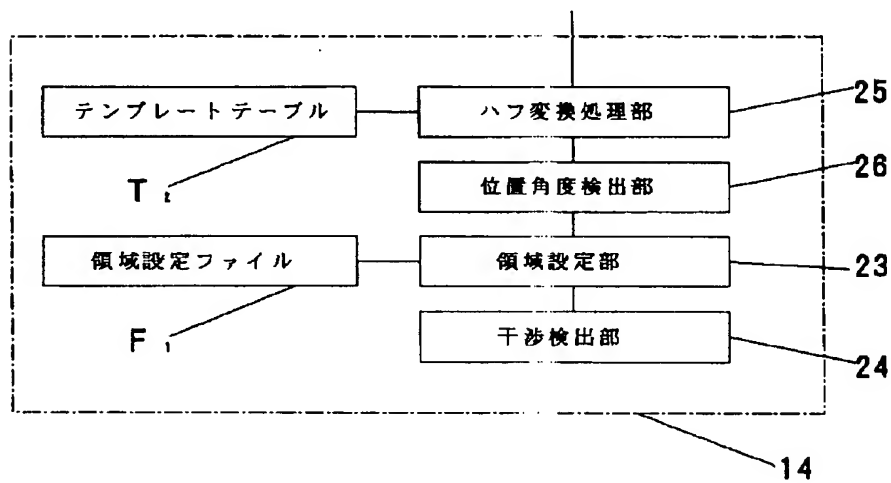 テンプレートテーブル
ハフ変換処理部
25
T₂
位置角度検出部
26
領域設定ファイル
領域設定部
23
F₁
干渉検出部
24
14